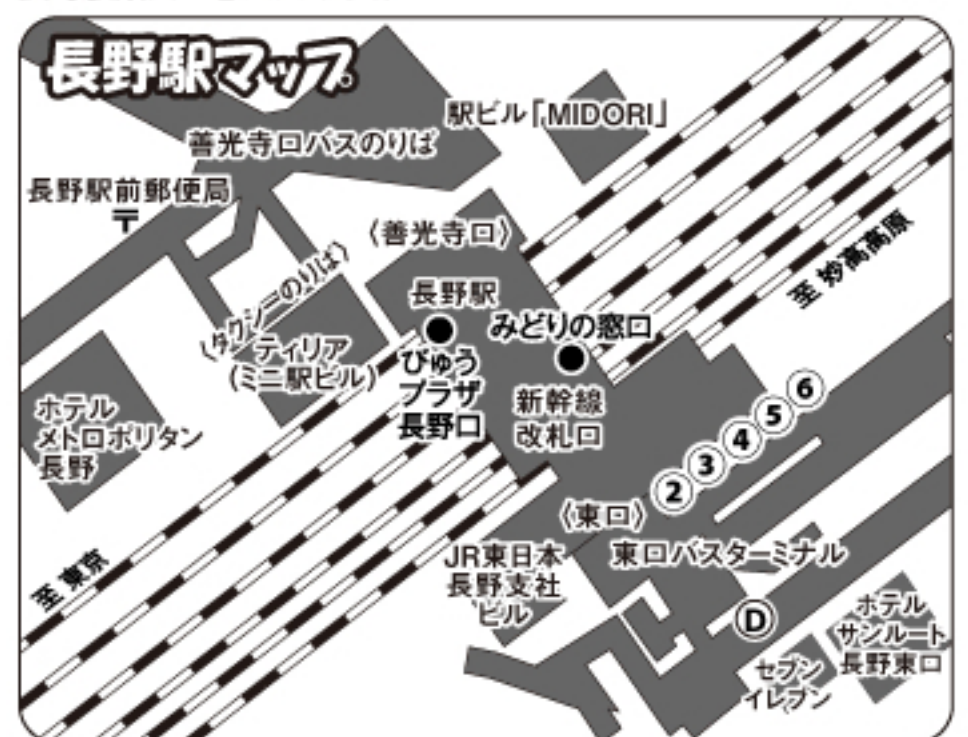 長野駅マップ
駅ビル「MIDORI」
善光寺口バスのりば
長野駅前郵便局
〒
〈善光寺口〉
至 妙高高原
〈タクシーのりば〉
長野駅
みどりの窓口
ティリア
(ミニ駅ビル)
びゅう
プラザ
長野口
新幹線
改札口
ホテル
メトロポリタン
長野
⑥
⑤
④
③
②
〈東口〉
至 東京
JR東日本
長野支社
ビル
東口バスターミナル
Ⓓ
ホテル
サンルート
長野東口
セブン
イレブン